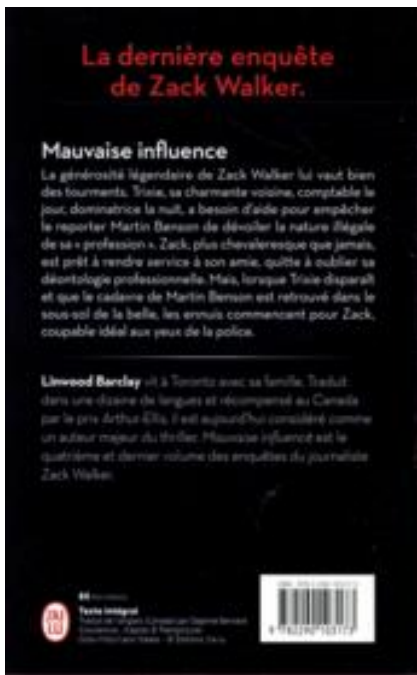 La dernière enquête
de Zack Walker.
Mauvaise influence
La générosité légendaire de Zack Walker lui vaut bien
des tourments. Trixie, sa charmante voisine, comptable le
jour, dominatrice la nuit, a besoin d'aide pour empêcher
le reporter Martin Benson de dévoiler la nature illégale
de sa « profession ». Zack, plus chevaleresque que jamais,
est prêt à rendre service à son amie, quitte à oublier sa
déontologie professionnelle. Mais, lorsque Trixie disparaît
et que le cadavre de Martin Benson est retrouvé dans le
sous-sol de la belle, les ennuis commencent pour Zack,
coupable idéal aux yeux de la police.
Linwood Barclay vit à Toronto avec sa famille. Traduit
dans une dizaine de langues et récompensé au Canada
par le prix Arthur-Ellis, il est aujourd'hui considéré comme
un auteur majeur du thriller. Mauvaise influence est le
quatrième et dernier volume des enquêtes du journaliste
Zack Walker.
Texte intégral
J'AI LU